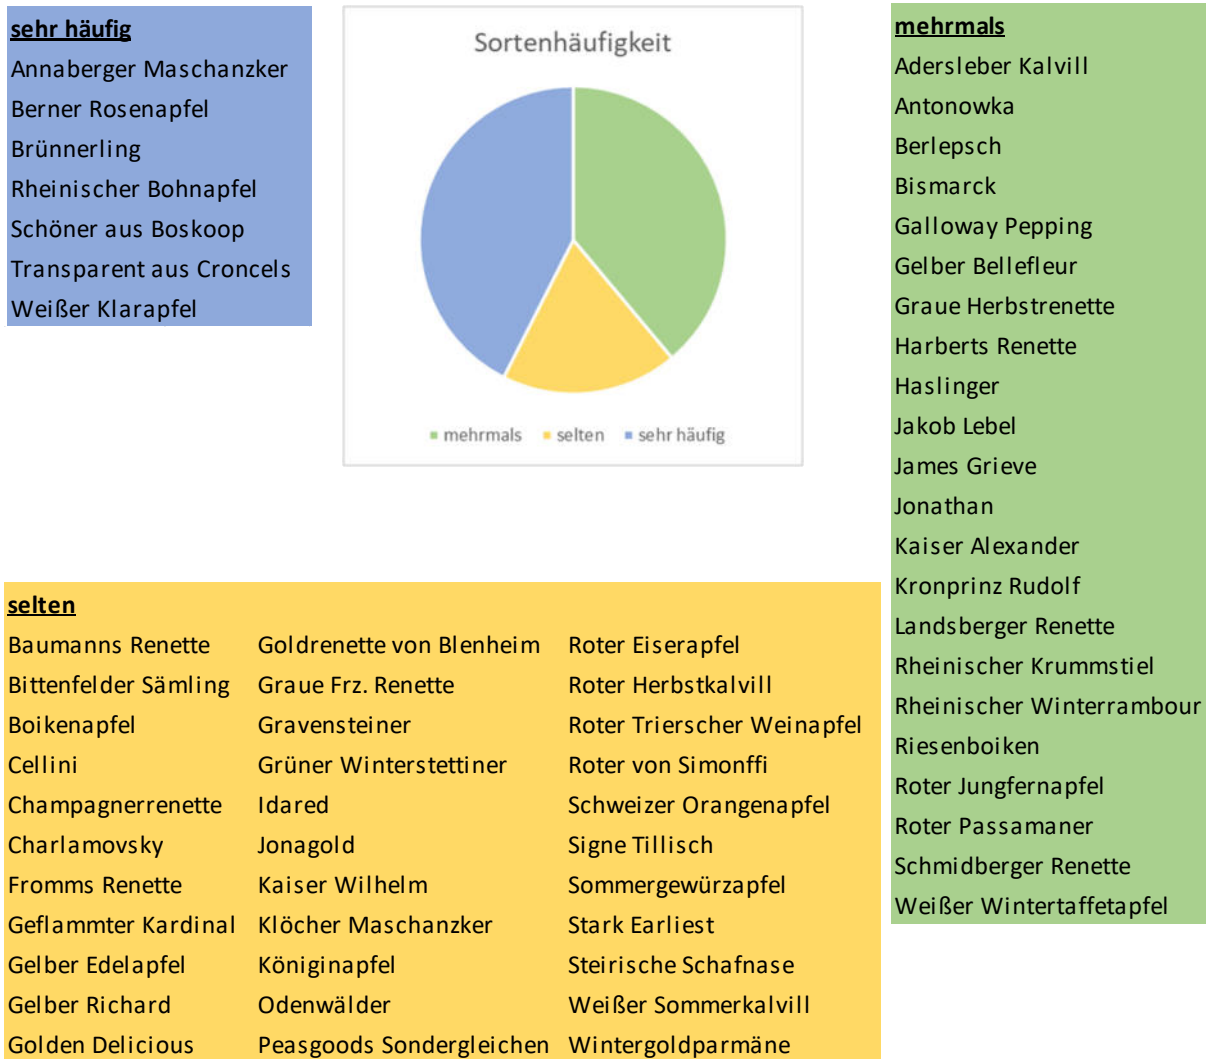 sehr häufig
Annaberger Maschanzker
Berner Rosenapfel
Brünnerling
Rheinischer Bohnapfel
Schöner aus Boskoop
Transparent aus Croncels
Weißer Klarapfel
Sortenhäufigkeit
mehrmals selten sehr häufig
mehrmals
Adersleber Kalvill
Antonowka
Berlepsch
Bismarck
Galloway Pepping
Gelber Bellefleur
Graue Herbstrenette
Harberts Renette
Haslinger
Jakob Lebel
James Grieve
Jonathan
Kaiser Alexander
Kronprinz Rudolf
Landsberger Renette
Rheinischer Krummstiel
Rheinischer Winterrambour
Riesenboiken
Roter Jungfernapfel
Roter Passamaner
Schmidberger Renette
Weißer Wintertaffetapfel
selten
Baumanns Renette Goldrenette von Blenheim Roter Eiserapfel
Bittenfelder Sämling Graue Frz. Renette Roter Herbstkalvill
Boikenapfel Gravensteiner Roter Trierscher Weinapfel
Cellini Grüner Winterstettiner Roter von Simonffi
Champagnerrenette Idared Schweizer Orangenapfel
Charlamovsky Jonagold Signe Tillisch
Fromms Renette Kaiser Wilhelm Sommergewürzapfel
Geflammter Kardinal Klöcher Maschanzker Stark Earliest
Gelber Edelapfel Königinapfel Steirische Schafnase
Gelber Richard Odenwälder Weißer Sommerkalvill
Golden Delicious Peasgoods Sondergleichen Wintergoldparmäne